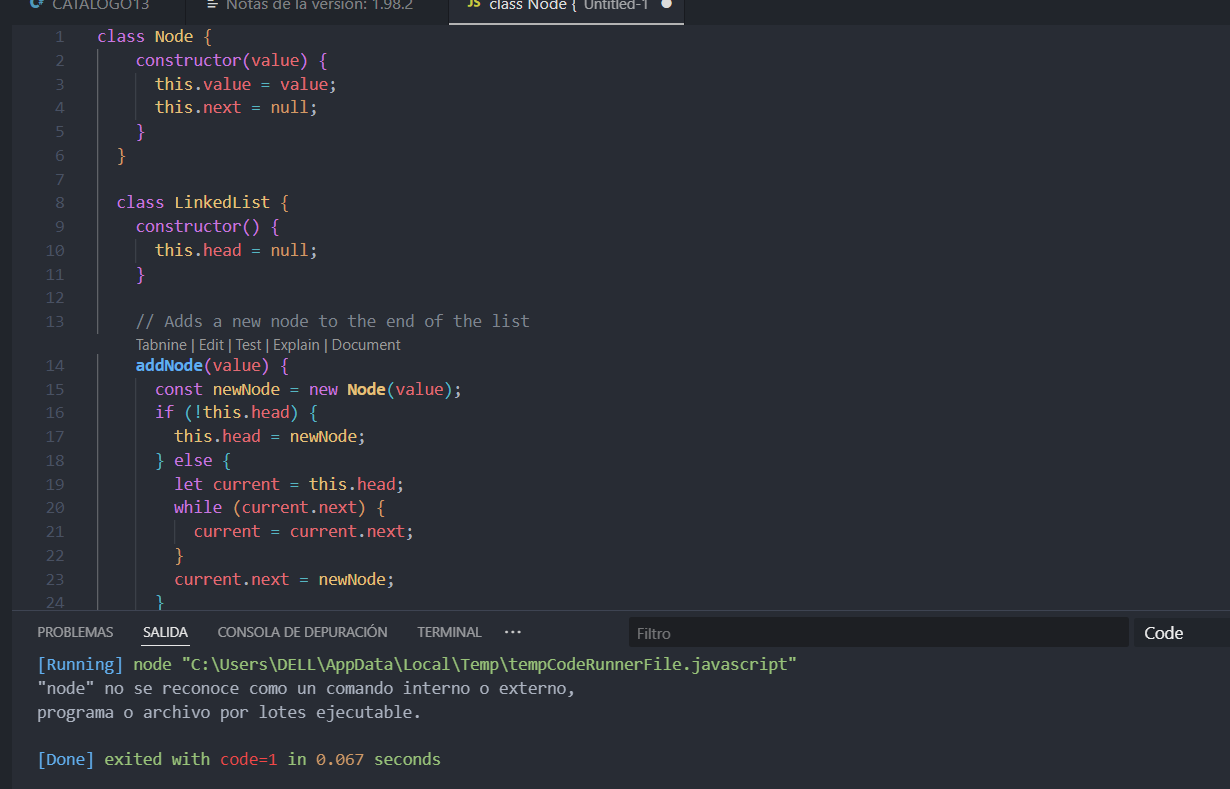 CATALOGO13 Notas de la versión: 1.98.2 JS class Node { Untitled-1
1 class Node {
2 constructor(value) {
3 this.value = value;
4 this.next = null;
5 }
6 }
7
8 class LinkedList {
9 constructor() {
10 this.head = null;
11 }
12
13 // Adds a new node to the end of the list
Tabnine | Edit | Test | Explain | Document
14 addNode(value) {
15 const newNode = new Node(value);
16 if (!this.head) {
17 this.head = newNode;
18 } else {
19 let current = this.head;
20 while (current.next) {
21 current = current.next;
22 }
23 current.next = newNode;
24 }
PROBLEMAS SALIDA CONSOLA DE DEPURACIÓN TERMINAL ··· Filtro Code
[Running] node "C:\Users\DELL\AppData\Local\Temp\tempCodeRunnerFile.javascript"
"node" no se reconoce como un comando interno o externo,
programa o archivo por lotes ejecutable.
[Done] exited with code=1 in 0.067 seconds